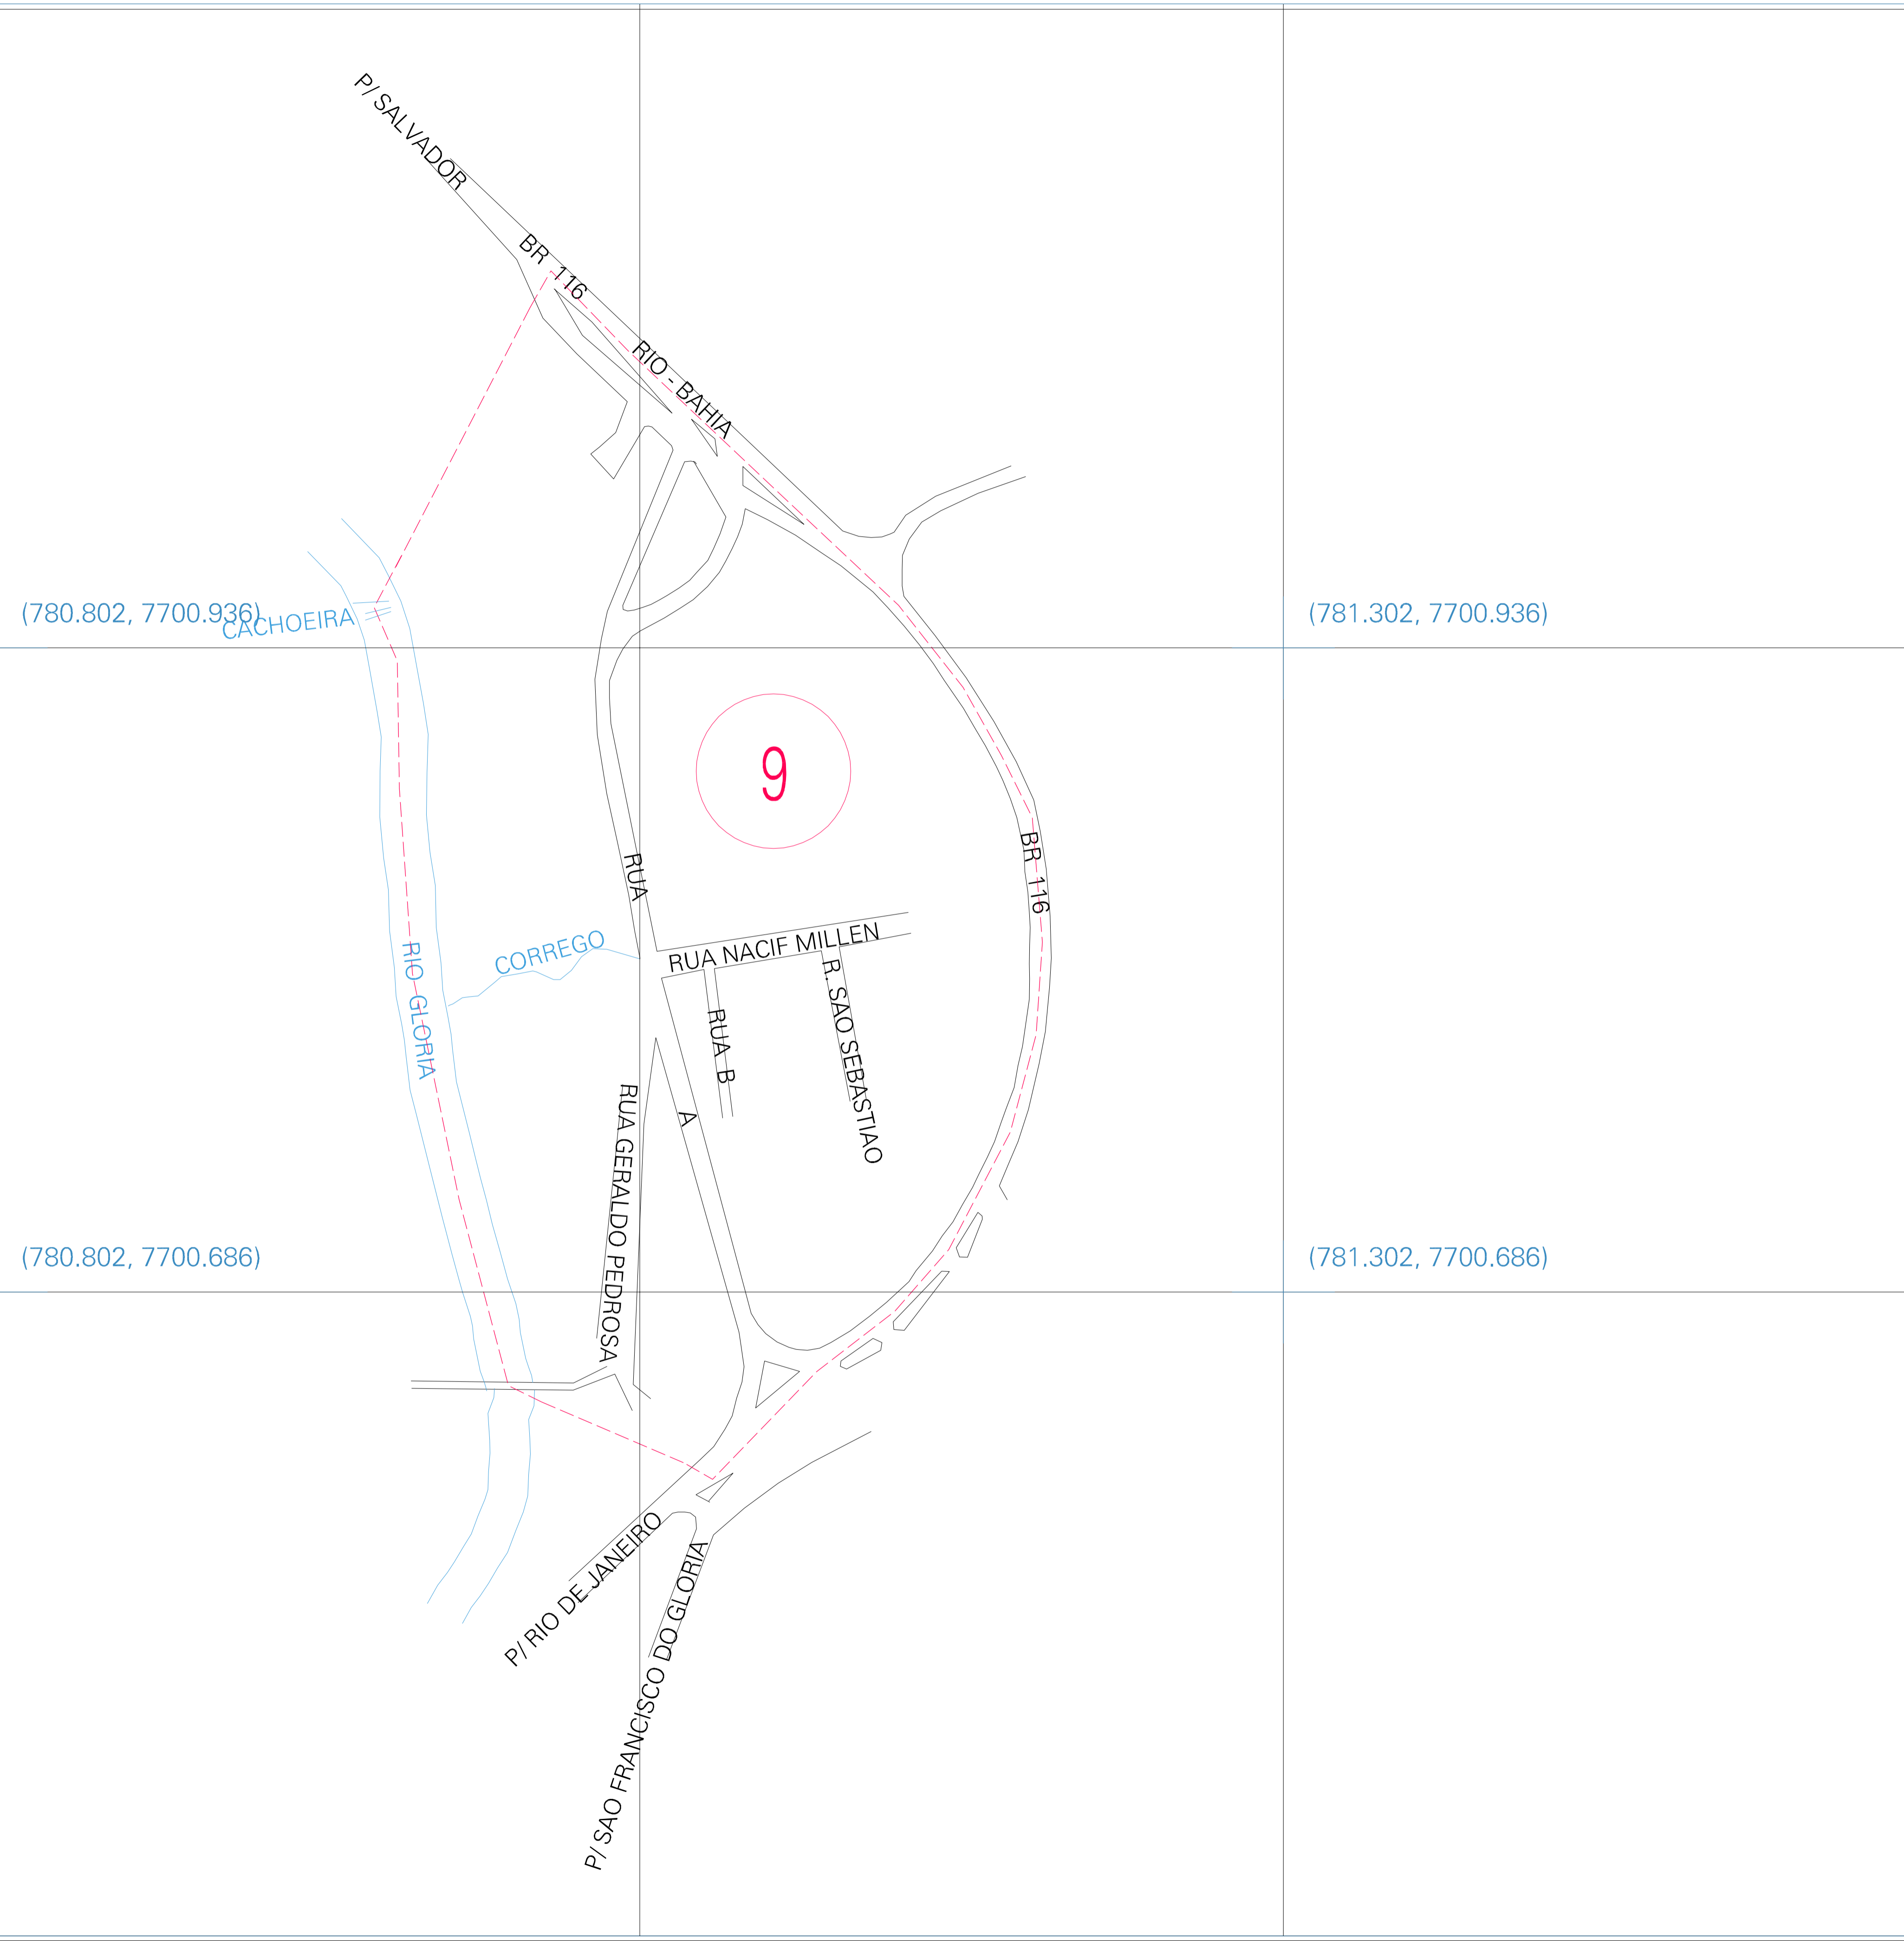 P/ SALVADOR
BR 116
RIO - BAHIA
(780.802, 7700.936)
CACHOEIRA
(781.302, 7700.936)
9
RUA
BR 116
RUA NACIF MILLEN
CORREGO
RIO GLORIA
R. SAO SEBASTIAO
RUA B
A
RUA GERALDO PEDROSA
(780.802, 7700.686)
(781.302, 7700.686)
P/ RIO DE JANEIRO
P/ SAO FRANCISCO DO GLORIA